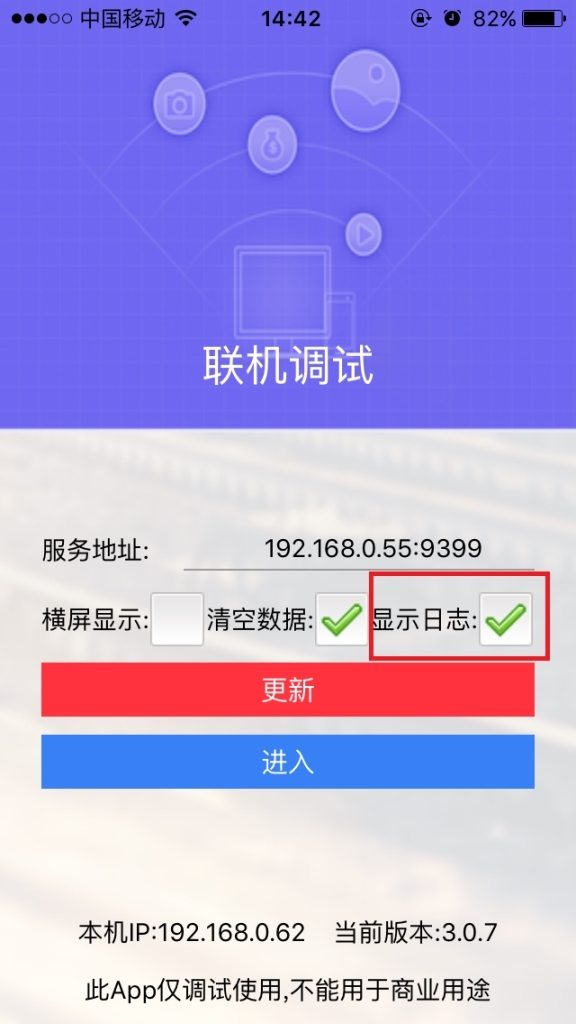 中国移动 14:42 82%
联机调试
服务地址: 192.168.0.55:9399
横屏显示: 清空数据: 显示日志:
更新
进入
本机IP:192.168.0.62 当前版本:3.0.7
此App仅调试使用,不能用于商业用途